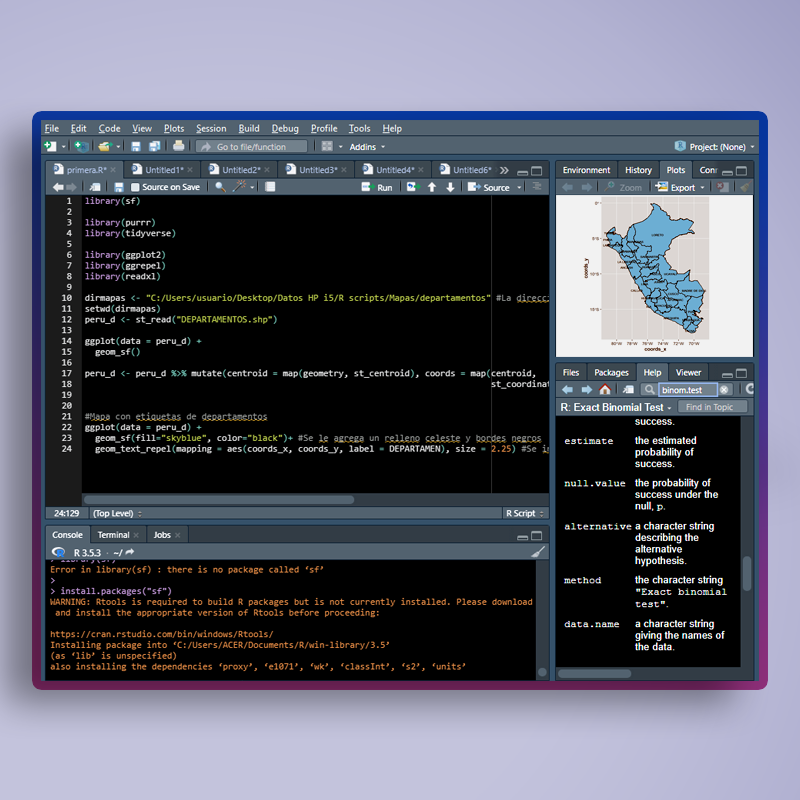 File Edit Code View Plots Session Build Debug Profile Tools Help
Go to file/function Addins Project: (None)
primera.R* Untitled1* Untitled2* Untitled3* Untitled4* Untitled6*
Source on Save Run Source
1 library(sf)
2
3 library(purrr)
4 library(tidyverse)
5
6 library(ggplot2)
7 library(ggrepel)
8 library(readxl)
9
10 dirmapas <- "C:/Users/usuario/Desktop/Datos HP i5/R scripts/Mapas/departamentos" #La direcc
11 setwd(dirmapas)
12 peru_d <- st_read("DEPARTAMENTOS.shp")
13
14 ggplot(data = peru_d) +
15 geom_sf()
16
17 peru_d <- peru_d %>% mutate(centroid = map(geometry, st_centroid), coords = map(centroid,
18 st_coordinat
19
20
21 #Mapa con etiquetas de departamentos
22 ggplot(data = peru_d) +
23 geom_sf(fill="skyblue", color="black")+ #Se le agrega un relleno celeste y bordes negros
24 geom_text_repel(mapping = aes(coords_x, coords_y, label = DEPARTAMEN), size = 2.25) #Se i
24:129 (Top Level) R Script
Console Terminal Jobs
R 3.5.3 · ~/
> library(sf)
Error in library(sf) : there is no package called ‘sf’
>
> install.packages("sf")
WARNING: Rtools is required to build R packages but is not currently installed. Please download
and install the appropriate version of Rtools before proceeding:
https://cran.rstudio.com/bin/windows/Rtools/
Installing package into ‘C:/Users/ACER/Documents/R/win-library/3.5’
(as ‘lib’ is unspecified)
also installing the dependencies ‘proxy’, ‘e1071’, ‘wk’, ‘classInt’, ‘s2’, ‘units’
Environment History Plots Con
Zoom Export
coords_y
LORETO
0°
5°S
10°S
15°S
80°W 78°W 76°W 74°W 72°W 70°W
coords_x
Files Packages Help Viewer
binom.test
R: Exact Binomial Test Find in Topic
success.
estimate the estimated
probability of
success.
null.value the probability of
success under the
null, p.
alternative a character string
describing the
alternative
hypothesis.
method the character string
"Exact binomial
test".
data.name a character string
giving the names of
the data.